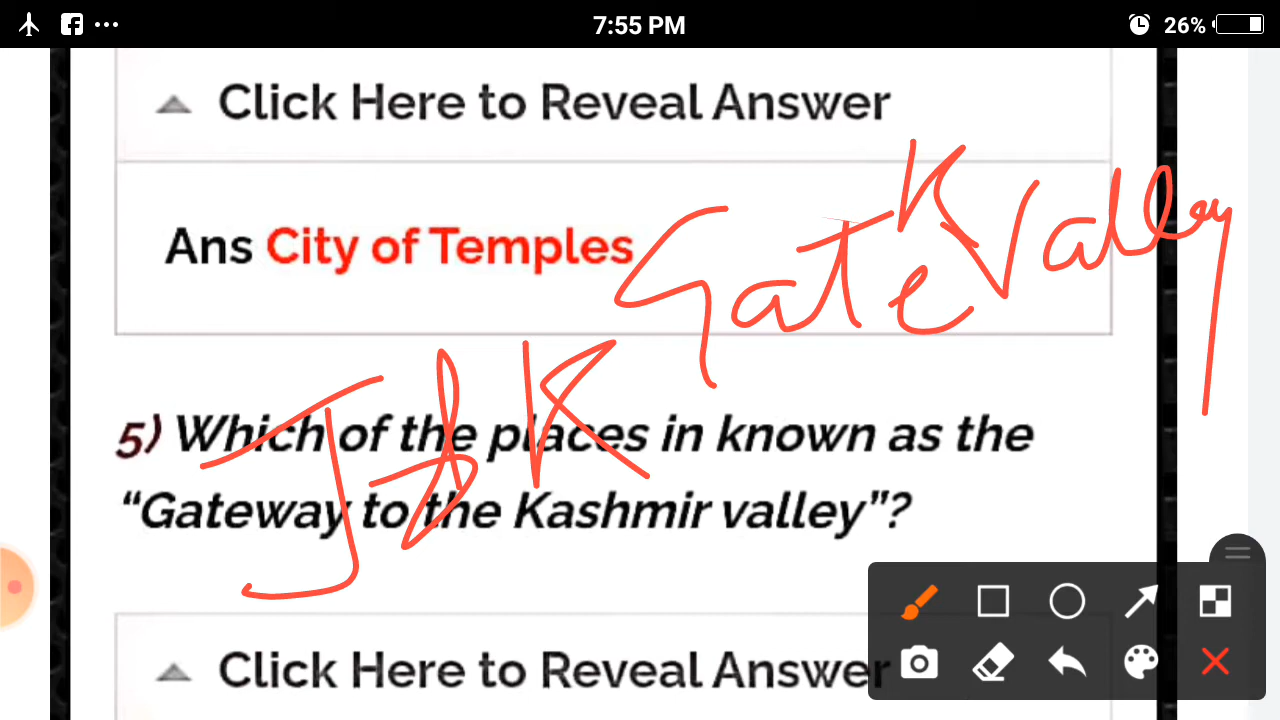 7:55 PM
26%
Click Here to Reveal Answer
Ans City of Temples
Gate K Valley
J & K
5) Which of the places in known as the
“Gateway to the Kashmir valley”?
Click Here to Reveal Answer